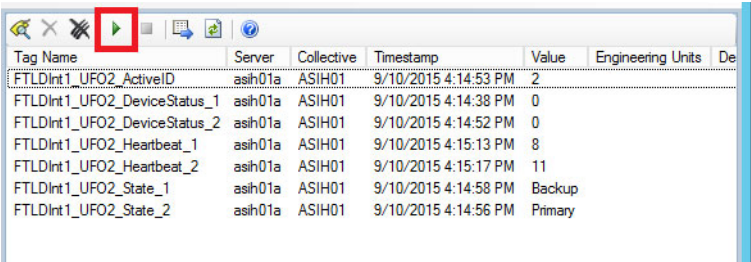 Tag Name Server Collective Timestamp Value Engineering Units De
FTLDInt1_UFO2_ActiveID asih01a ASIH01 9/10/2015 4:14:53 PM 2
FTLDInt1_UFO2_DeviceStatus_1 asih01a ASIH01 9/10/2015 4:14:38 PM 0
FTLDInt1_UFO2_DeviceStatus_2 asih01a ASIH01 9/10/2015 4:14:52 PM 0
FTLDInt1_UFO2_Heartbeat_1 asih01a ASIH01 9/10/2015 4:15:13 PM 8
FTLDInt1_UFO2_Heartbeat_2 asih01a ASIH01 9/10/2015 4:15:17 PM 11
FTLDInt1_UFO2_State_1 asih01a ASIH01 9/10/2015 4:14:58 PM Backup
FTLDInt1_UFO2_State_2 asih01a ASIH01 9/10/2015 4:14:56 PM Primary